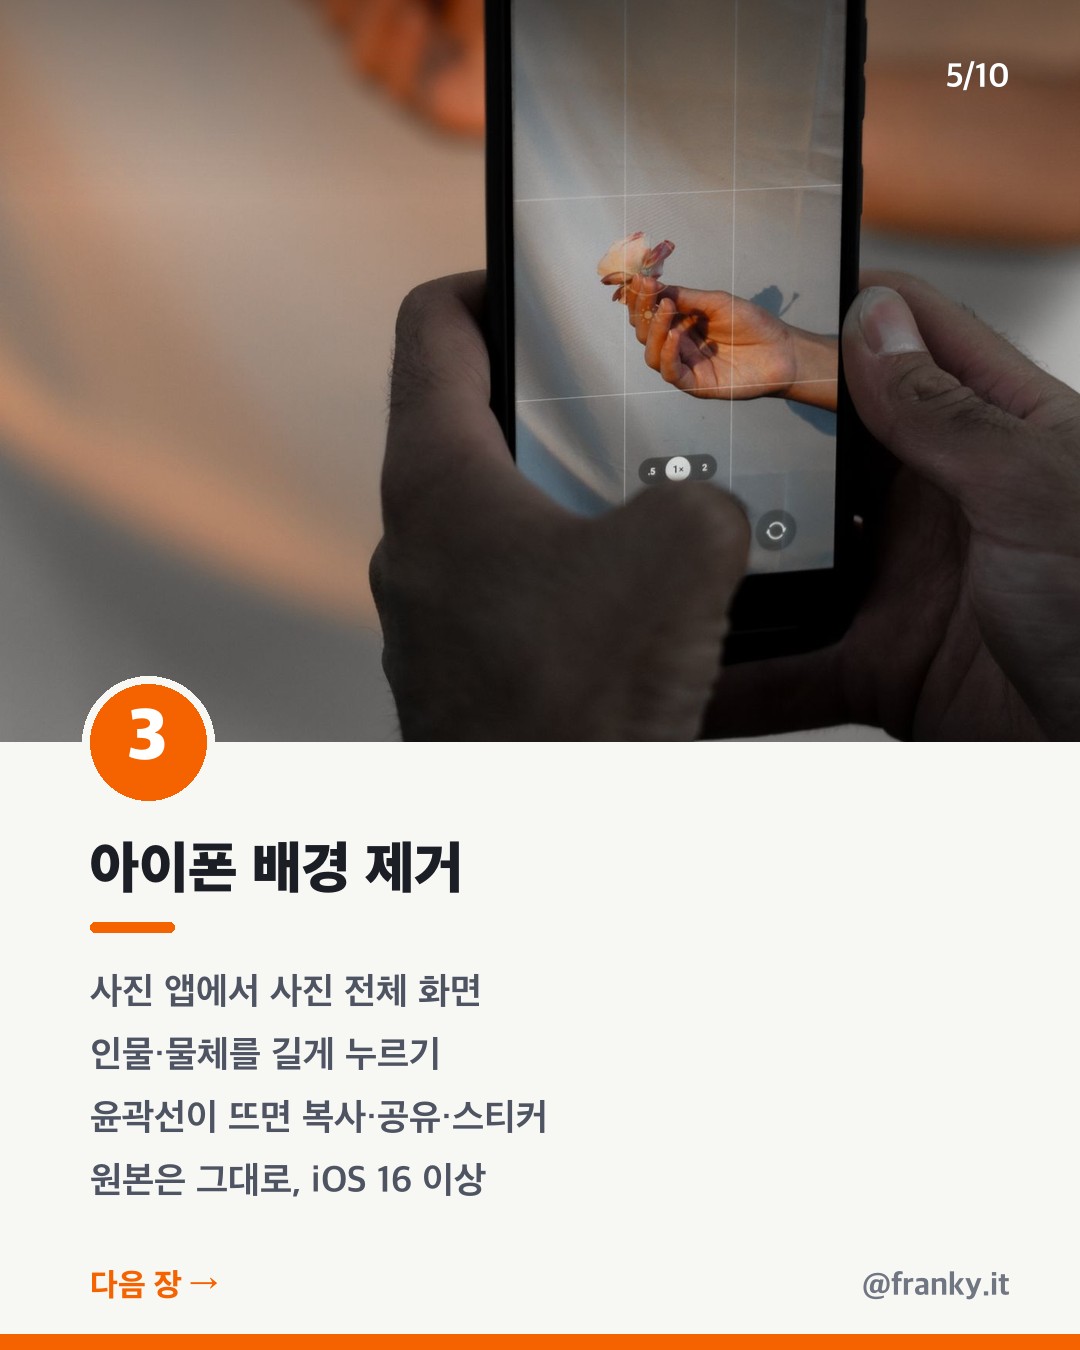 5/10
.5 1× 2
3
아이폰 배경 제거
사진 앱에서 사진 전체 화면
인물·물체를 길게 누르기
윤곽선이 뜨면 복사·공유·스티커
원본은 그대로, iOS 16 이상
다음 장 →
@franky.it